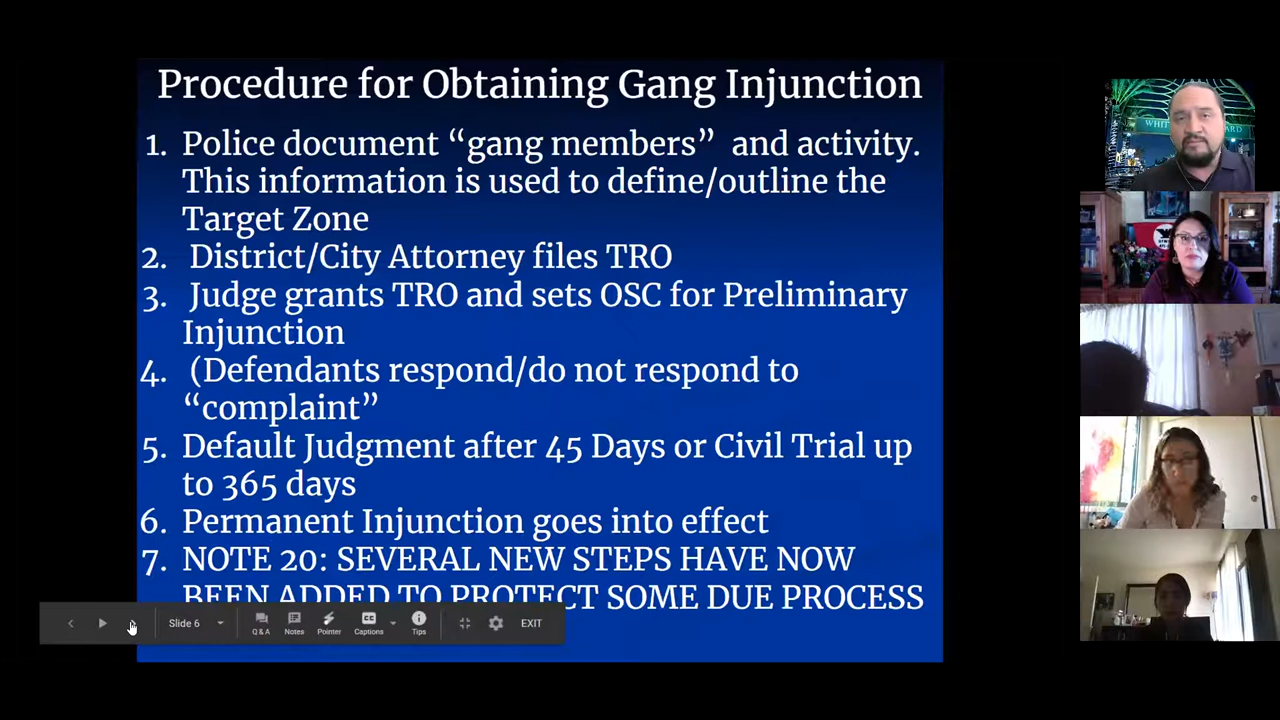 Procedure for Obtaining Gang Injunction
1. Police document “gang members” and activity.
This information is used to define/outline the
Target Zone
2. District/City Attorney files TRO
3. Judge grants TRO and sets OSC for Preliminary
Injunction
4. (Defendants respond/do not respond to
“complaint”
5. Default Judgment after 45 Days or Civil Trial up
to 365 days
6. Permanent Injunction goes into effect
7. NOTE 20: SEVERAL NEW STEPS HAVE NOW
BEEN ADDED TO PROTECT SOME DUE PROCESS
Slide 6
Q & A
Notes
Pointer
Captions
Tips
EXIT